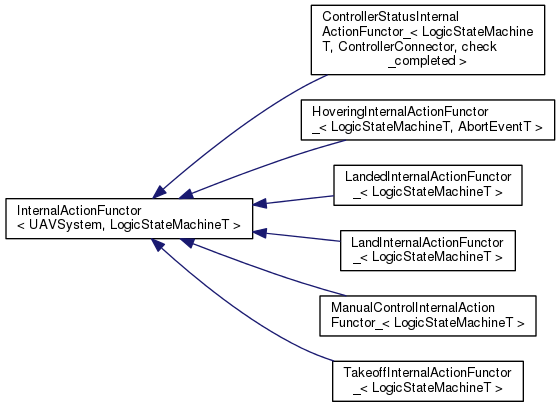 ControllerStatusInternal
ActionFunctor_< LogicStateMachine
T, ControllerConnector, check
_completed >
HoveringInternalActionFunctor
_< LogicStateMachineT, AbortEventT >
LandedInternalActionFunctor
_< LogicStateMachineT >
InternalActionFunctor
< UAVSystem, LogicStateMachineT >
LandInternalActionFunctor
_< LogicStateMachineT >
ManualControlInternalAction
Functor_< LogicStateMachineT >
TakeoffInternalActionFunctor
_< LogicStateMachineT >